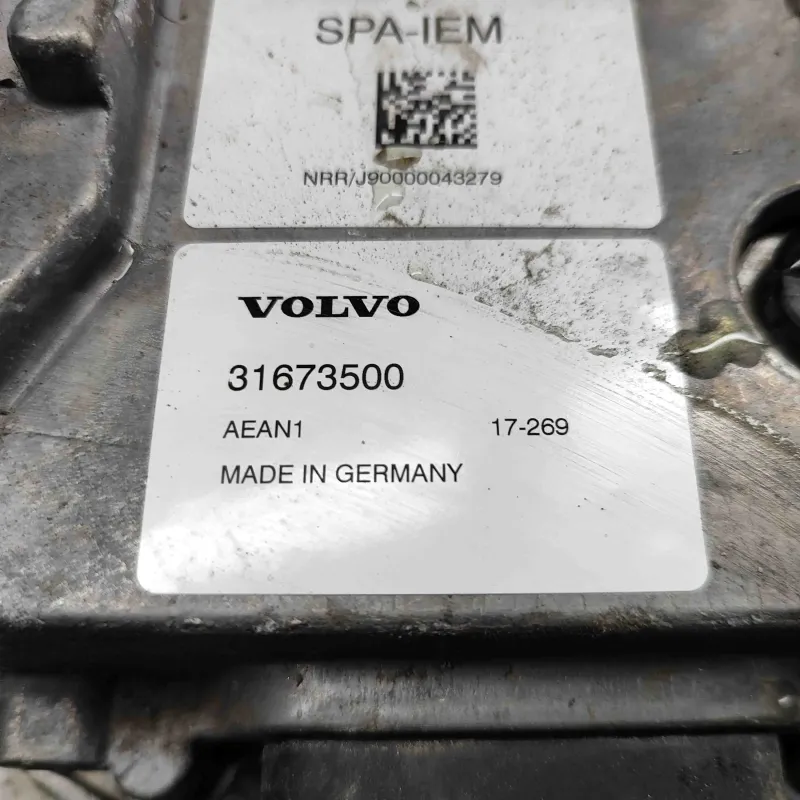 SPA-IEM
NRR/J90000043279
VOLVO
31673500
AEAN1 17-269
MADE IN GERMANY